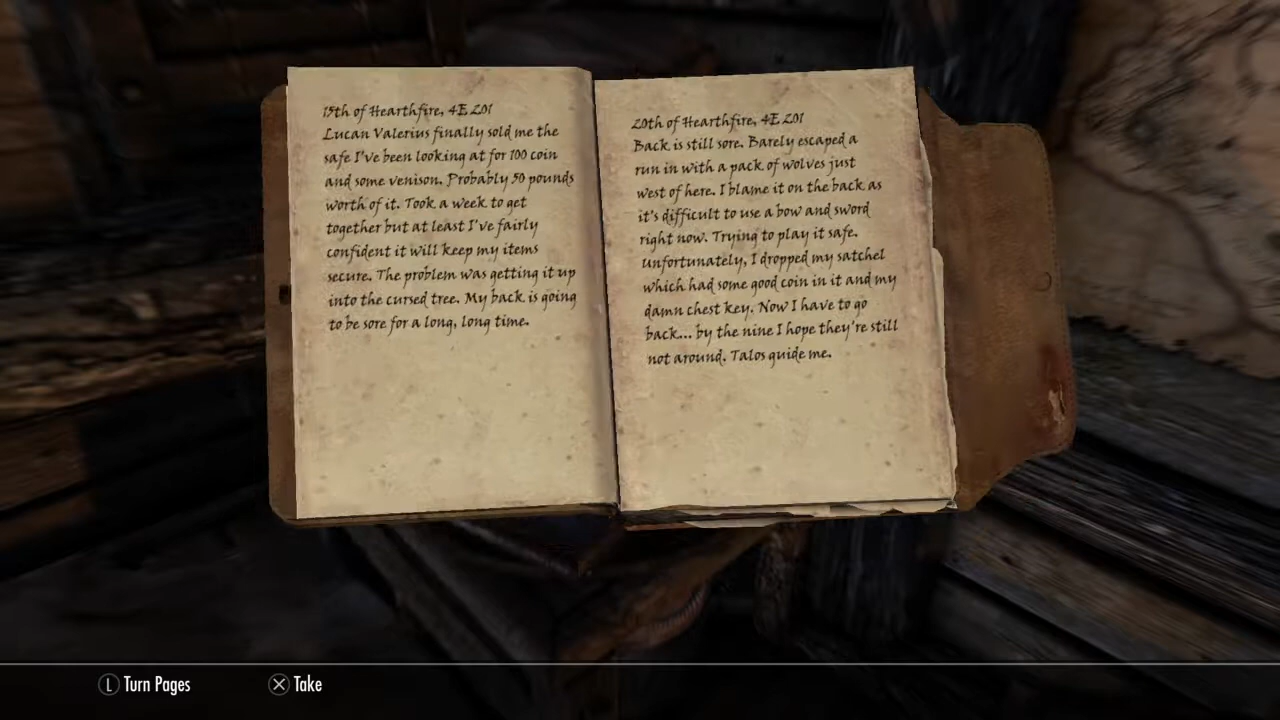 15th of Hearthfire, 4E 201
Lucan Valerius finally sold me the
safe I've been looking at for 100 coin
and some venison. Probably 50 pounds
worth of it. Took a week to get
together but at least I've fairly
confident it will keep my items
secure. The problem was getting it up
into the cursed tree. My back is going
to be sore for a long, long time.
20th of Hearthfire, 4E 201
Back is still sore. Barely escaped a
run in with a pack of wolves just
west of here. I blame it on the back as
it's difficult to use a bow and sword
right now. Trying to play it safe.
Unfortunately, I dropped my satchel
which had some good coin in it and my
damn chest key. Now I have to go
back... by the nine I hope they're still
not around. Talos guide me.
L Turn Pages
X Take